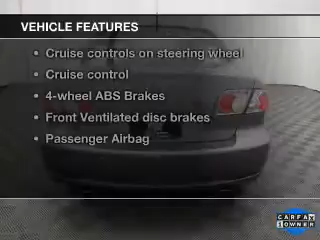 VEHICLE FEATURES
• Cruise controls on steering wheel
• Cruise control
• 4-wheel ABS Brakes
• Front Ventilated disc brakes
• Passenger Airbag
CARFAX
1 OWNER